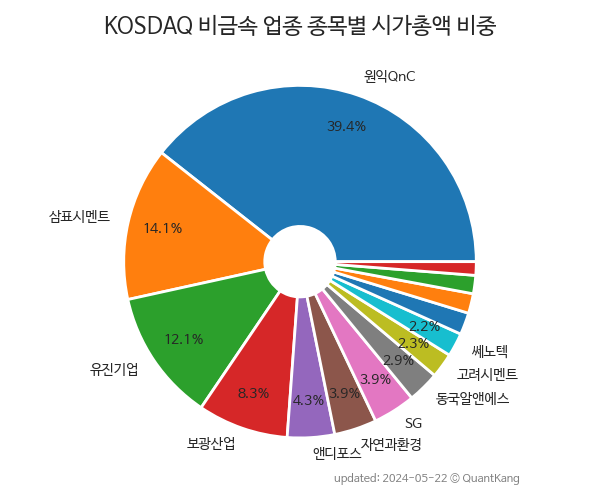 KOSDAQ 비금속 업종 종목별 시가총액 비중
원익QnC
39.4%
삼표시멘트
14.1%
유진기업
12.1%
보광산업
8.3%
앤디포스
4.3%
자연과환경
3.9%
SG
3.9%
동국알앤에스
2.9%
고려시멘트
2.3%
쎄노텍
2.2%
updated: 2024-05-22 © QuantKang